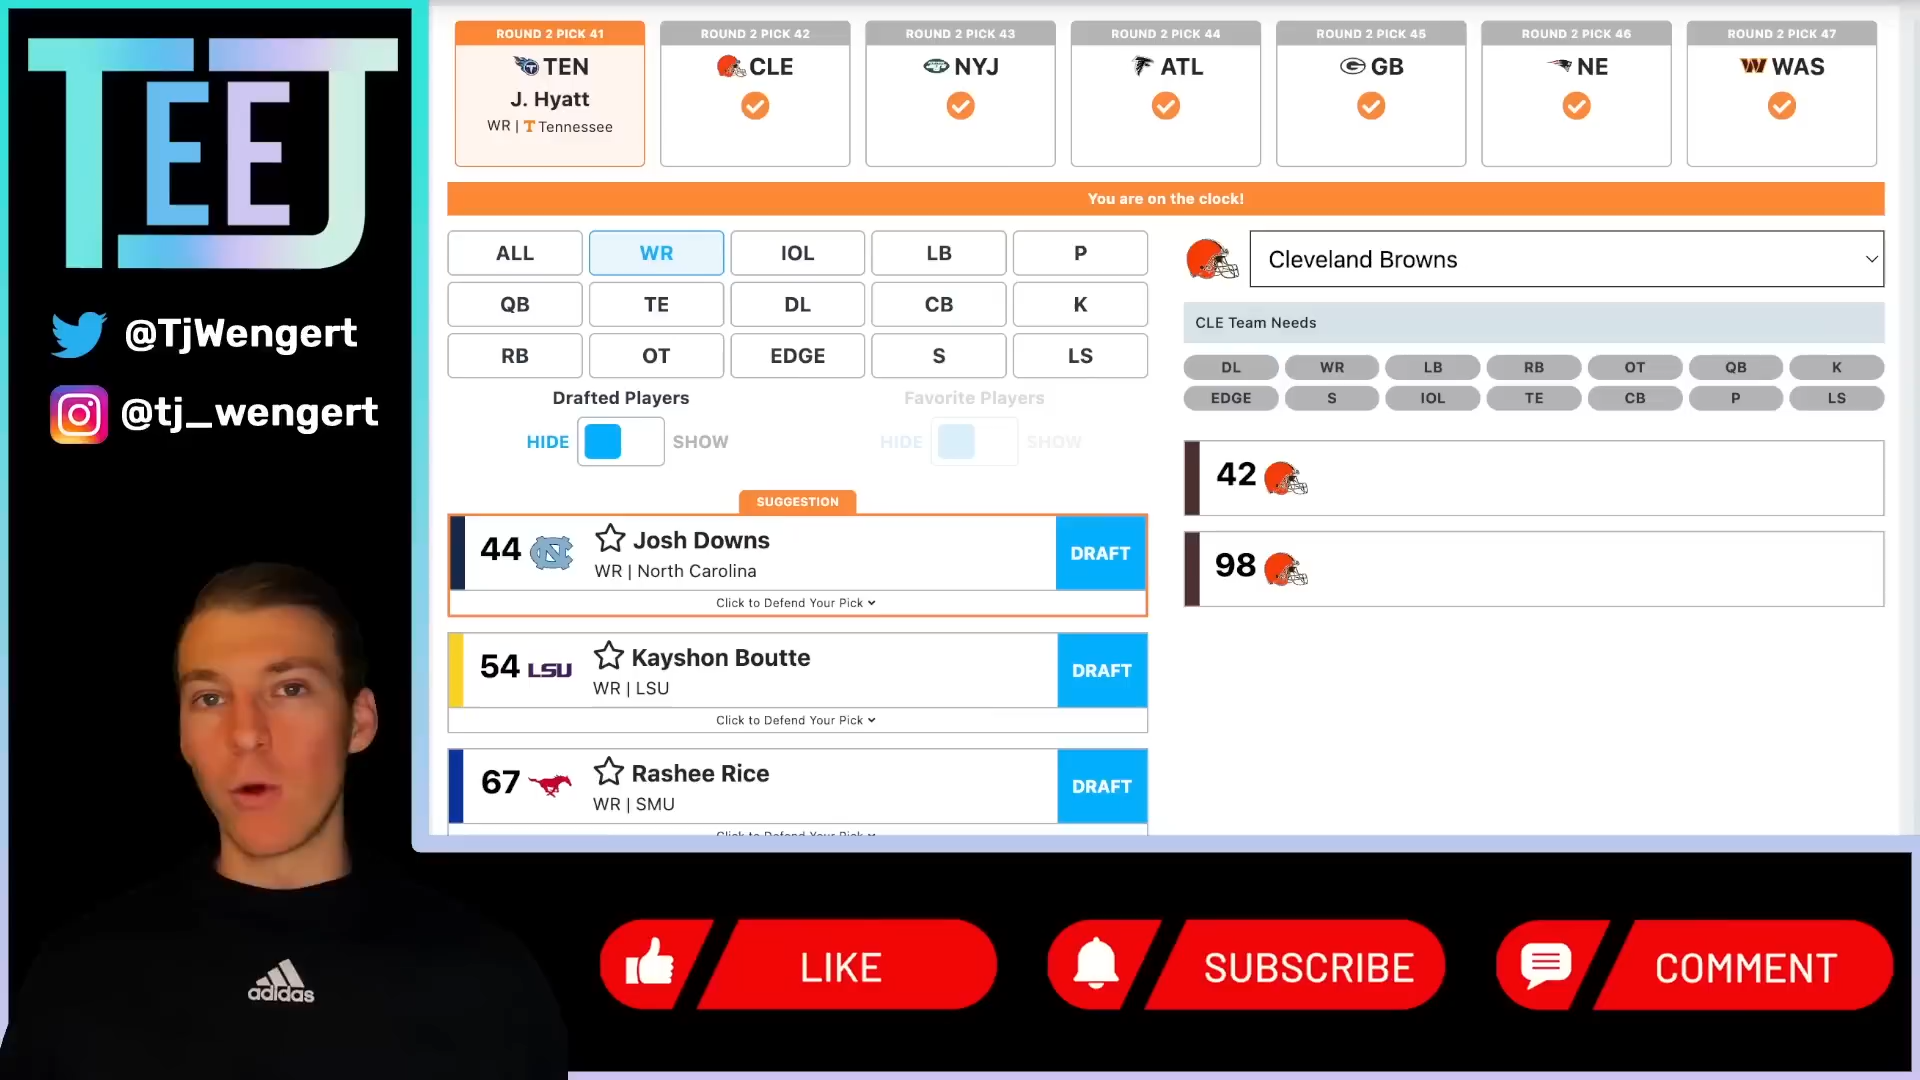 TEEJ
@TjWengert
@tj_wengert
ROUND 2 PICK 41
TEN
J. Hyatt
WR | T Tennessee
ROUND 2 PICK 42
CLE
ROUND 2 PICK 43
NYJ
ROUND 2 PICK 44
ATL
ROUND 2 PICK 45
GB
ROUND 2 PICK 46
NE
ROUND 2 PICK 47
WAS
You are on the clock!
ALL
WR
IOL
LB
P
QB
TE
DL
CB
K
RB
OT
EDGE
S
LS
Drafted Players
HIDE
SHOW
Favorite Players
HIDE
SHOW
SUGGESTION
44 NC Josh Downs
WR | North Carolina
DRAFT
Click to Defend Your Pick
54 LSU Kayshon Boutte
WR | LSU
DRAFT
Click to Defend Your Pick
67 Rashee Rice
WR | SMU
DRAFT
Click to Defend Your Pick
Cleveland Browns
CLE Team Needs
DL WR LB RB OT QB K
EDGE S IOL TE CB P LS
42
98
adidas
LIKE
SUBSCRIBE
COMMENT